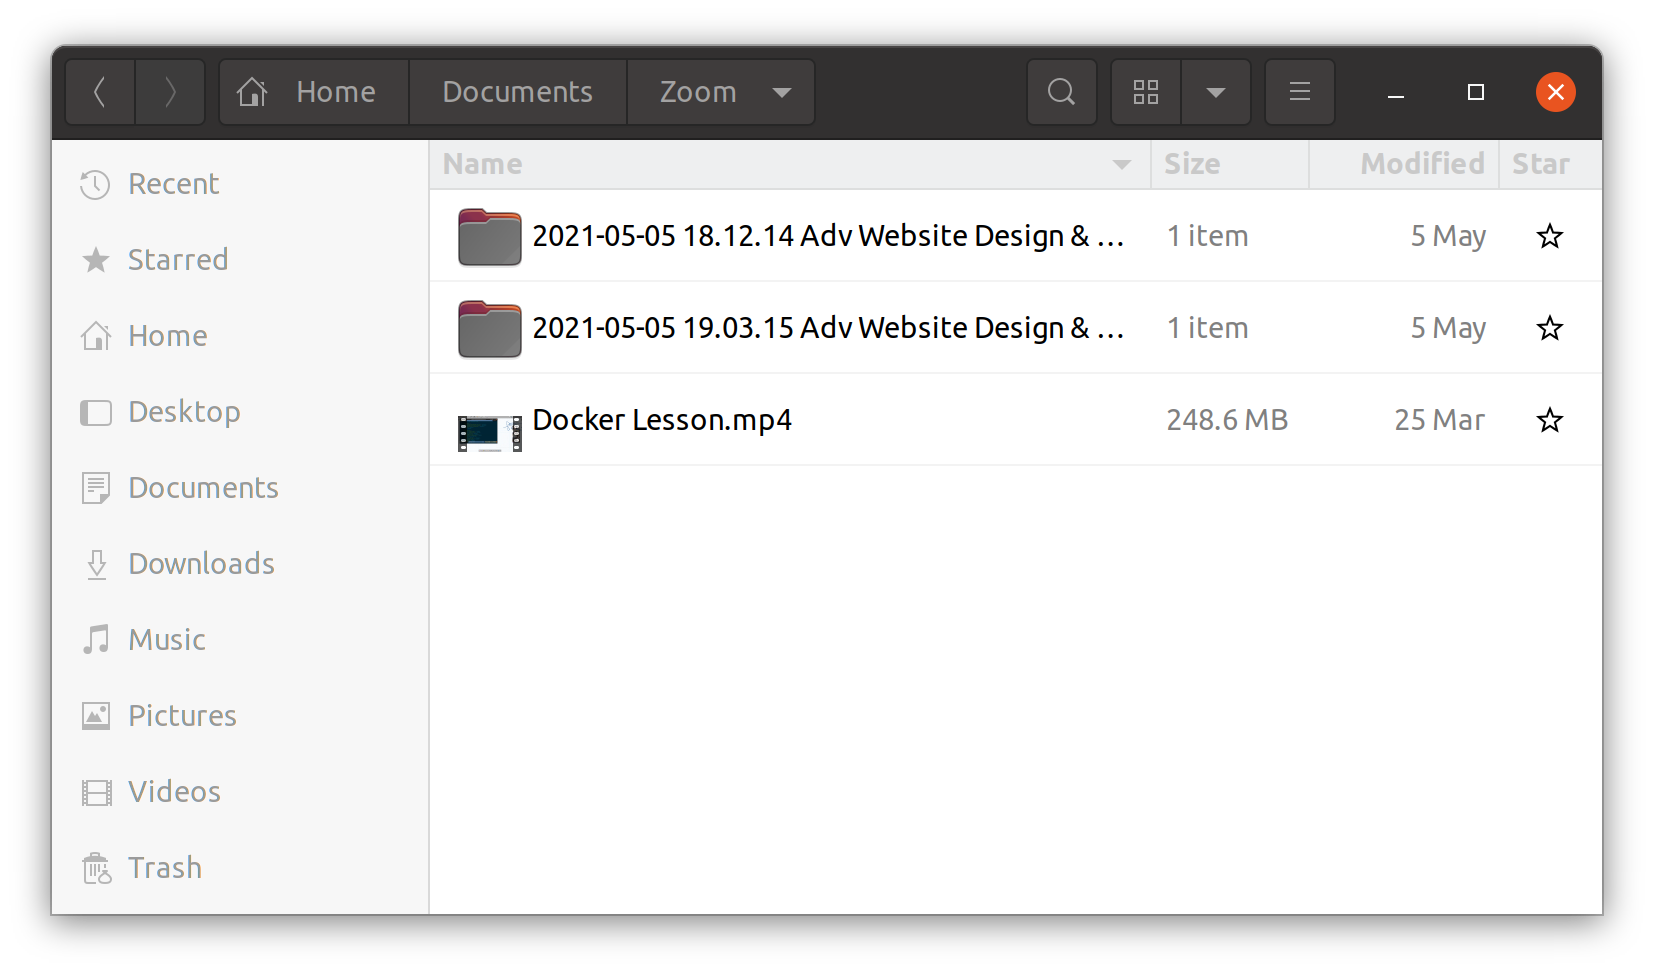 Home Documents Zoom
Name Size Modified Star
Recent
Starred
Home
Desktop
Documents
Downloads
Music
Pictures
Videos
Trash
2021-05-05 18.12.14 Adv Website Design & … 1 item 5 May
2021-05-05 19.03.15 Adv Website Design & … 1 item 5 May
Docker Lesson.mp4 248.6 MB 25 Mar